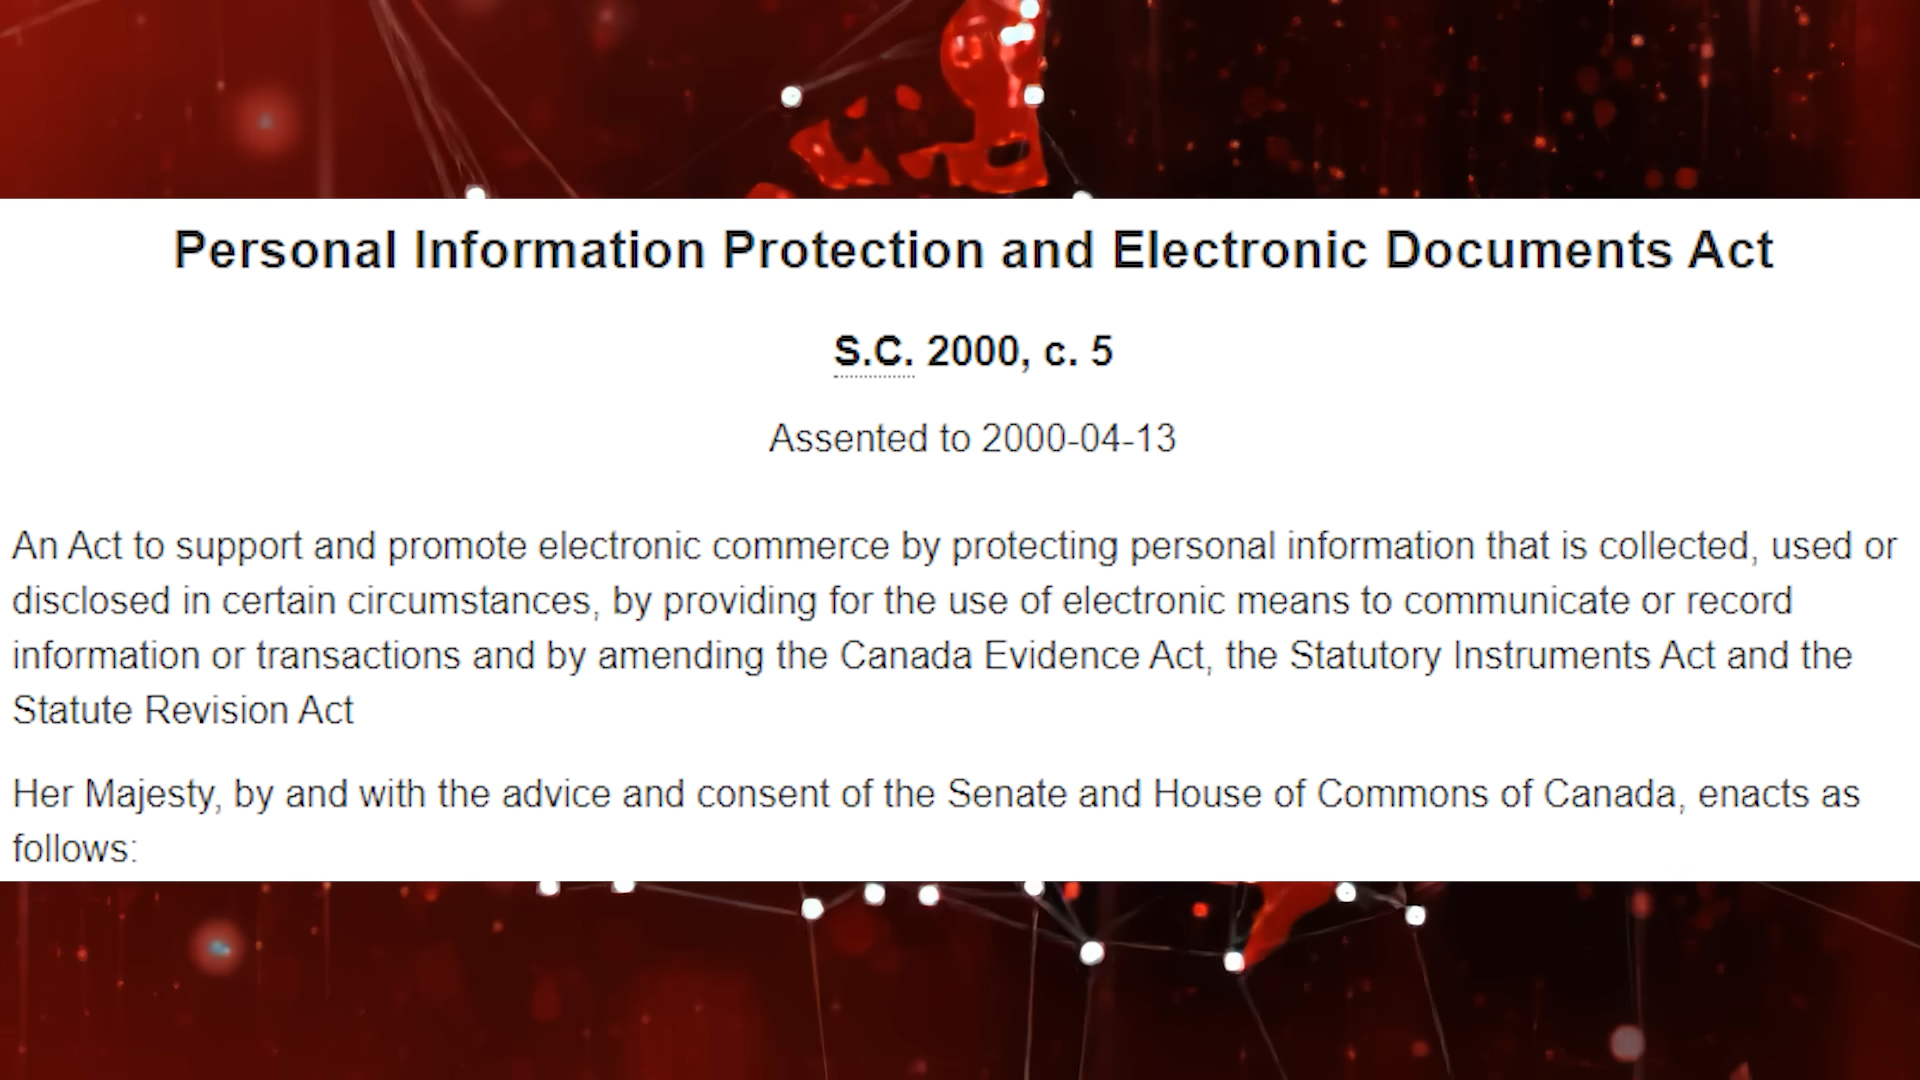 Personal Information Protection and Electronic Documents Act
S.C. 2000, c. 5
Assented to 2000-04-13
An Act to support and promote electronic commerce by protecting personal information that is collected, used or
disclosed in certain circumstances, by providing for the use of electronic means to communicate or record
information or transactions and by amending the Canada Evidence Act, the Statutory Instruments Act and the
Statute Revision Act
Her Majesty, by and with the advice and consent of the Senate and House of Commons of Canada, enacts as
follows: